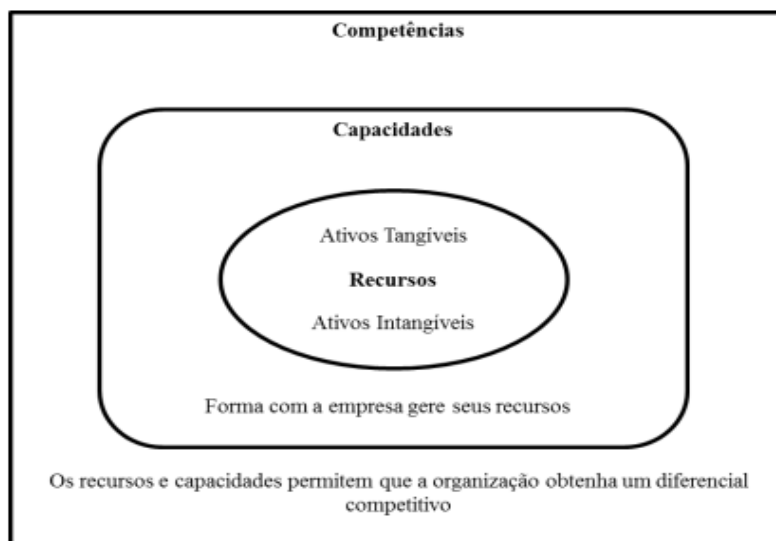 Competências
Capacidades
Ativos Tangíveis
Recursos
Ativos Intangíveis
Forma com a empresa gere seus recursos
Os recursos e capacidades permitem que a organização obtenha um diferencial
competitivo